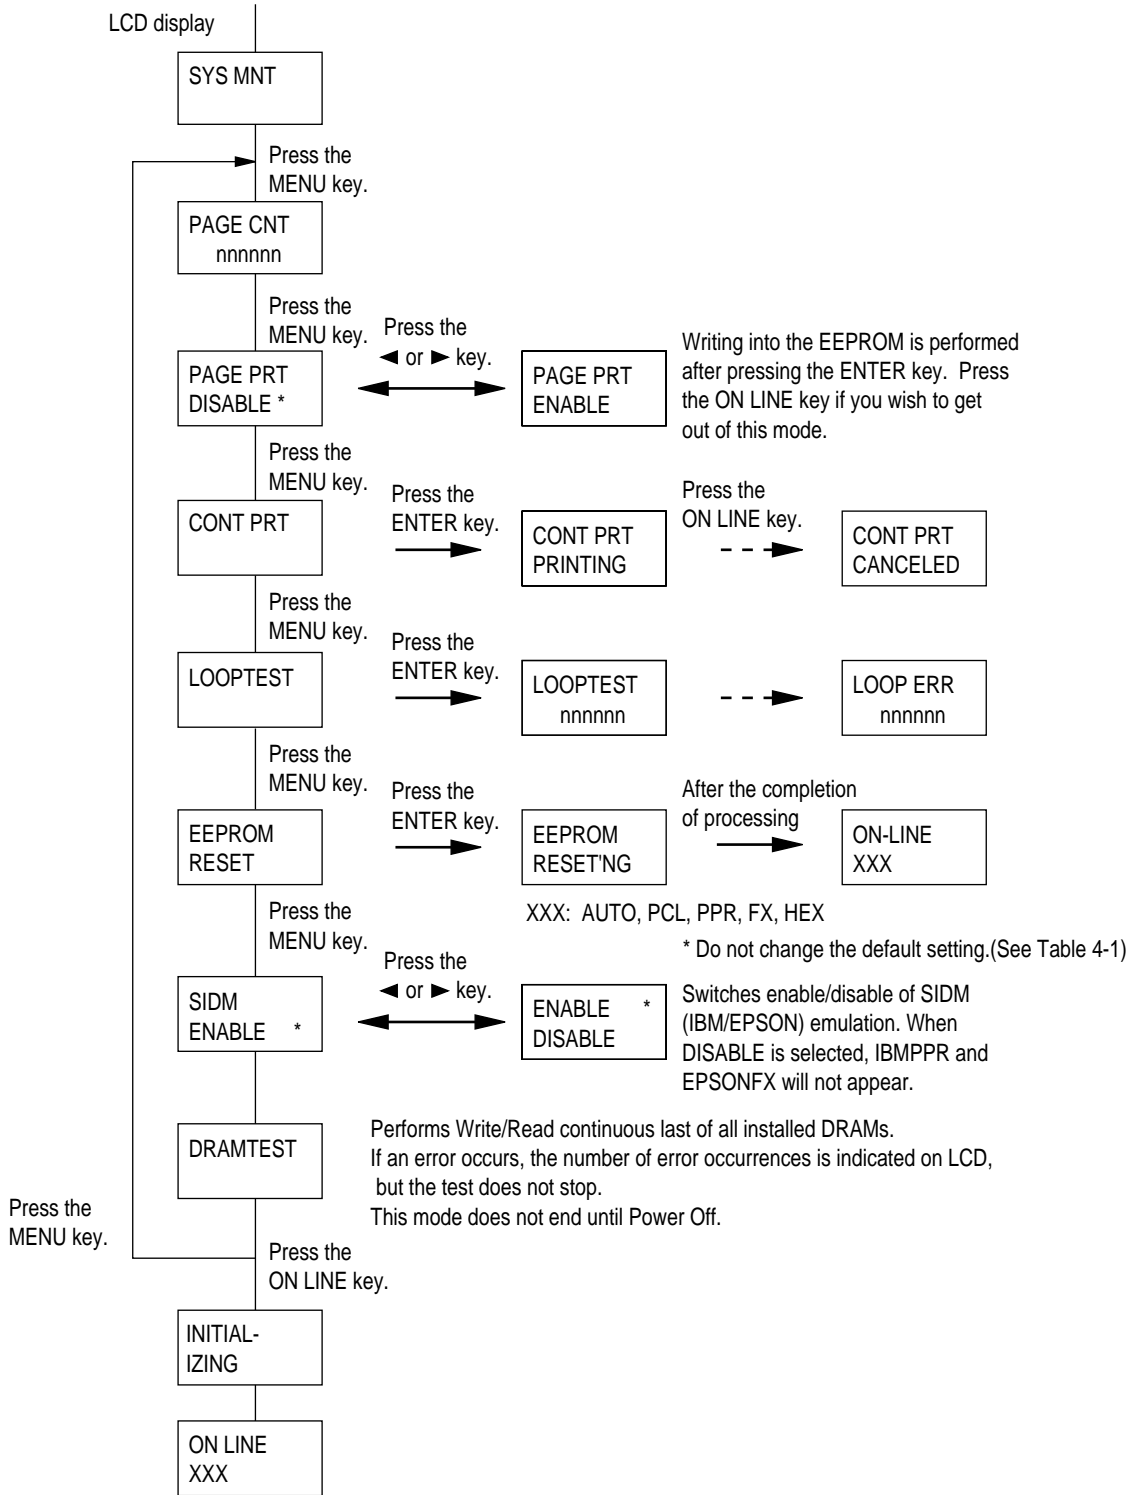 LCD display
SYS MNT
Press the
MENU key.
PAGE CNT
nnnnnn
Press the
MENU key.
Press the
◄ or ► key.
PAGE PRT
DISABLE *
PAGE PRT
ENABLE
Writing into the EEPROM is performed
after pressing the ENTER key.  Press
the ON LINE key if you wish to get
out of this mode.
Press the
MENU key.
CONT PRT
Press the
ENTER key.
CONT PRT
PRINTING
Press the
ON LINE key.
CONT PRT
CANCELED
Press the
MENU key.
LOOPTEST
Press the
ENTER key.
LOOPTEST
nnnnnn
LOOP ERR
nnnnnn
Press the
MENU key.
EEPROM
RESET
Press the
ENTER key.
EEPROM
RESET'NG
After the completion
of processing
ON-LINE
XXX
XXX:  AUTO, PCL, PPR, FX, HEX
Press the
MENU key.
* Do not change the default setting.(See Table 4-1)
SIDM
ENABLE *
Press the
◄ or ► key.
ENABLE *
DISABLE
Switches enable/disable of SIDM
(IBM/EPSON) emulation. When
DISABLE is selected, IBMPPR and
EPSONFX will not appear.
DRAMTEST
Performs Write/Read continuous last of all installed DRAMs.
If an error occurs, the number of error occurrences is indicated on LCD,
but the test does not stop.
This mode does not end until Power Off.
Press the
MENU key.
Press the
ON LINE key.
INITIAL-
IZING
ON LINE
XXX